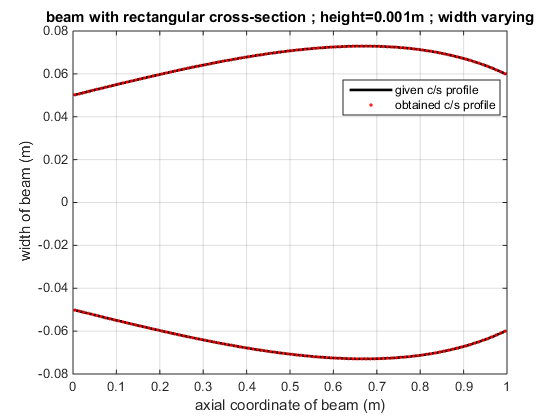 beam with rectangular cross-section ; height=0.001m ; width varying
0.08
0.06
0.04
0.02
0
-0.02
-0.04
-0.06
-0.08
width of beam (m)
given c/s profile
obtained c/s profile
0 0.1 0.2 0.3 0.4 0.5 0.6 0.7 0.8 0.9 1
axial coordinate of beam (m)